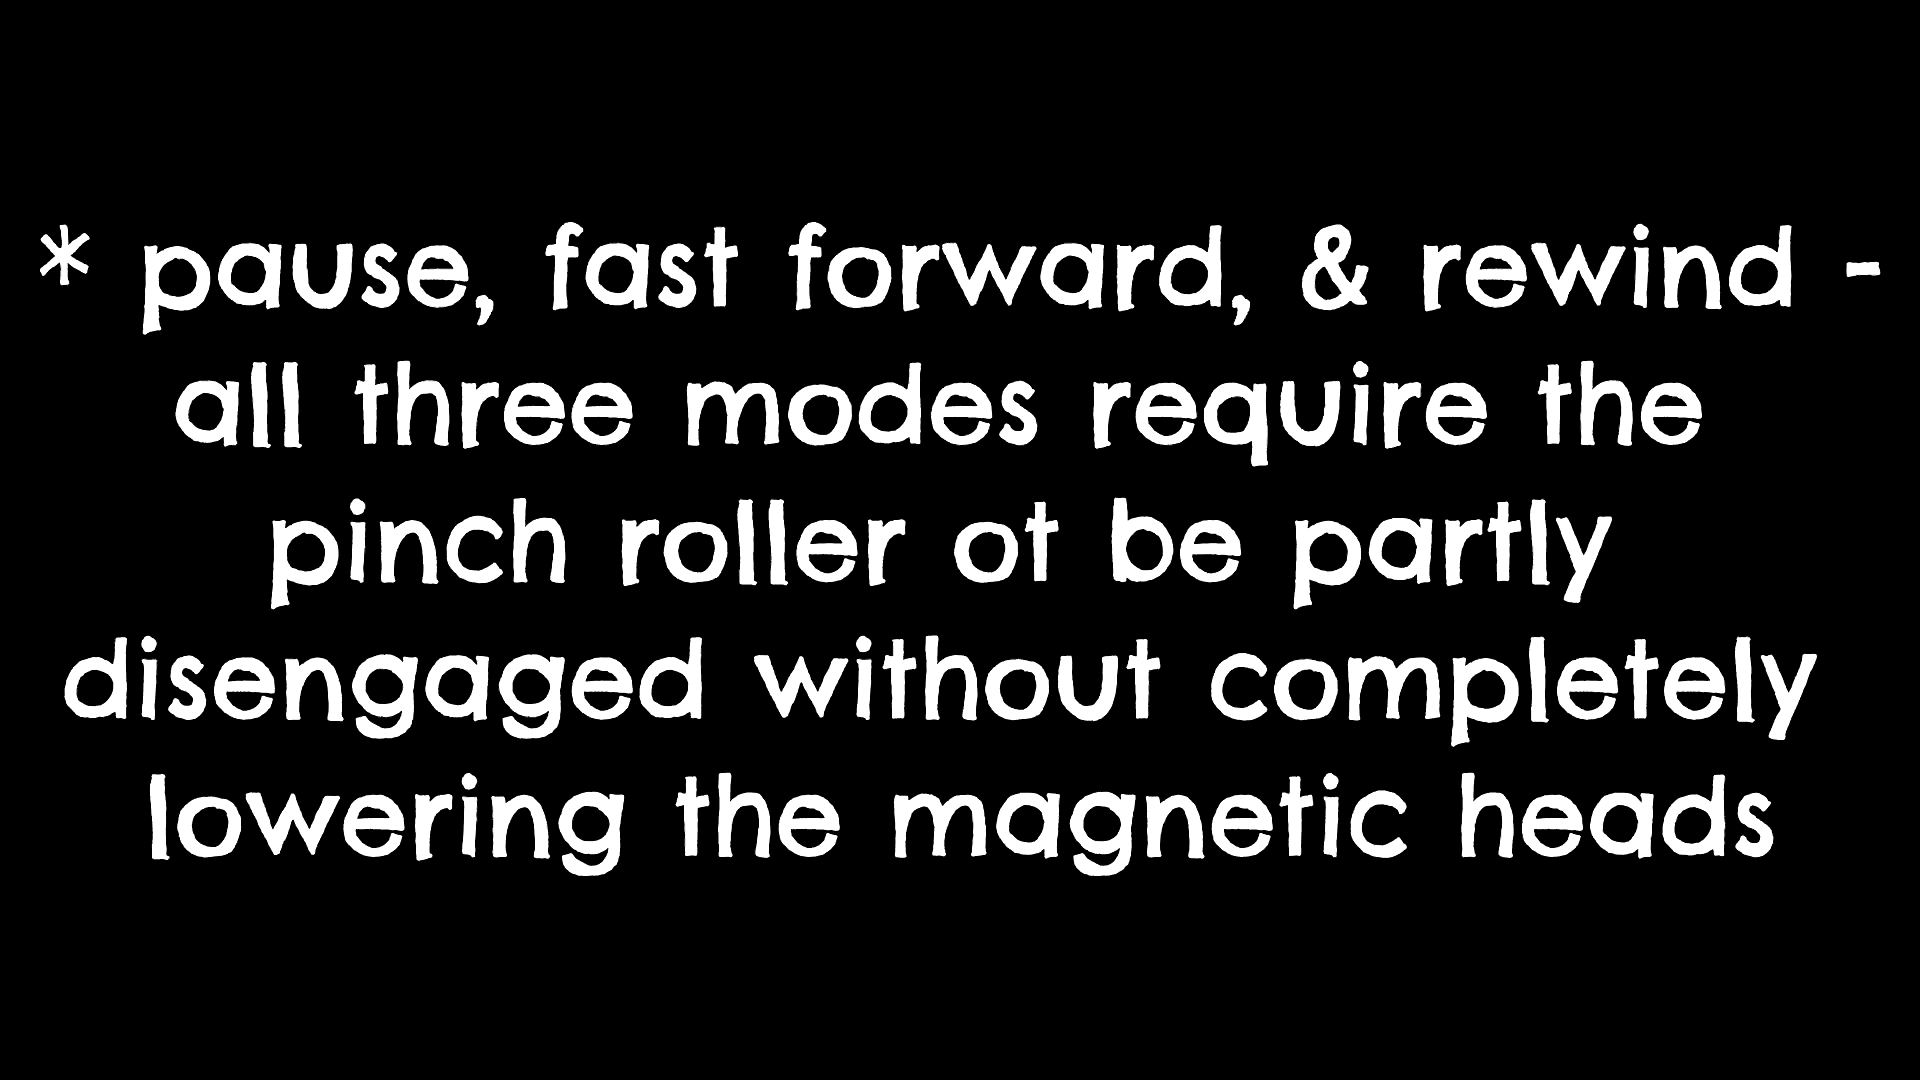 * pause, fast forward, & rewind -
all three modes require the
pinch roller ot be partly
disengaged without completely
lowering the magnetic heads